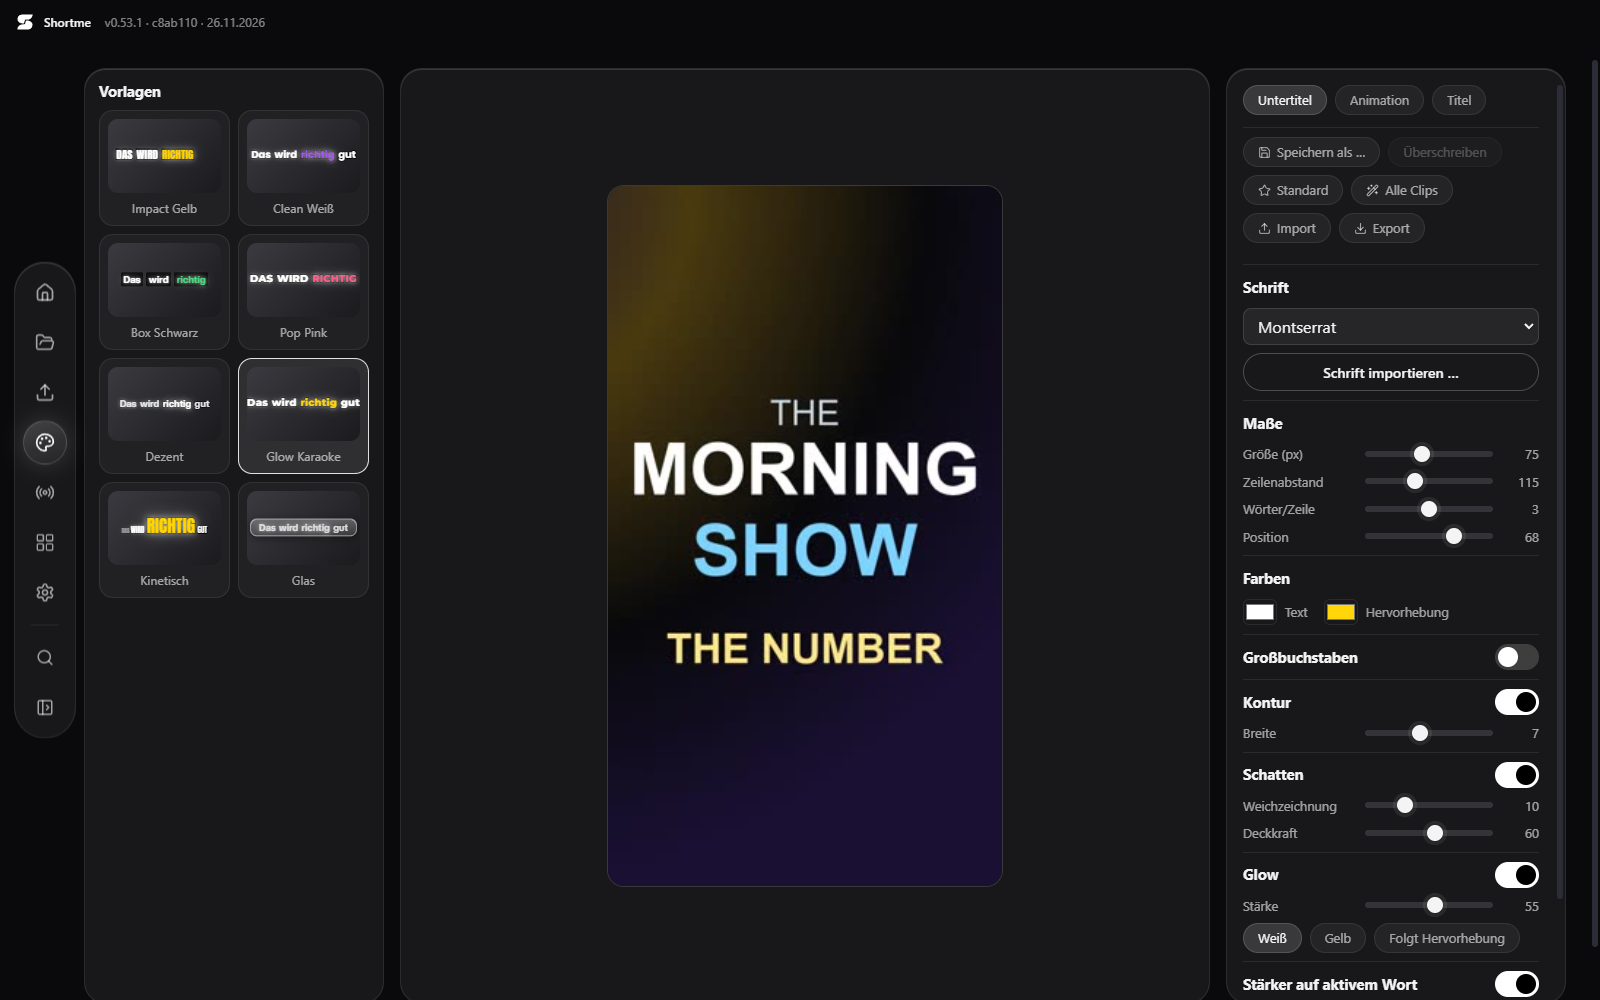 Shortme v0.53.1 · c8ab110 · 26.11.2026
Vorlagen
DAS WIRD RICHTIG
Impact Gelb
Das wird richtig gut
Clean Weiß
Das wird richtig
Box Schwarz
DAS WIRD RICHTIG
Pop Pink
Das wird richtig gut
Dezent
Das wird richtig gut
Glow Karaoke
DAS WIRD RICHTIG GUT
Kinetisch
Das wird richtig gut
Glas
THE
MORNING
SHOW
THE NUMBER
Untertitel Animation Titel
Speichern als ... Überschreiben
Standard Alle Clips
Import Export
Schrift
Montserrat
Schrift importieren ...
Maße
Größe (px) 75
Zeilenabstand 115
Wörter/Zeile 3
Position 68
Farben
Text Hervorhebung
Großbuchstaben
Kontur
Breite 7
Schatten
Weichzeichnung 10
Deckkraft 60
Glow
Stärke 55
Weiß Gelb Folgt Hervorhebung
Stärker auf aktivem Wort